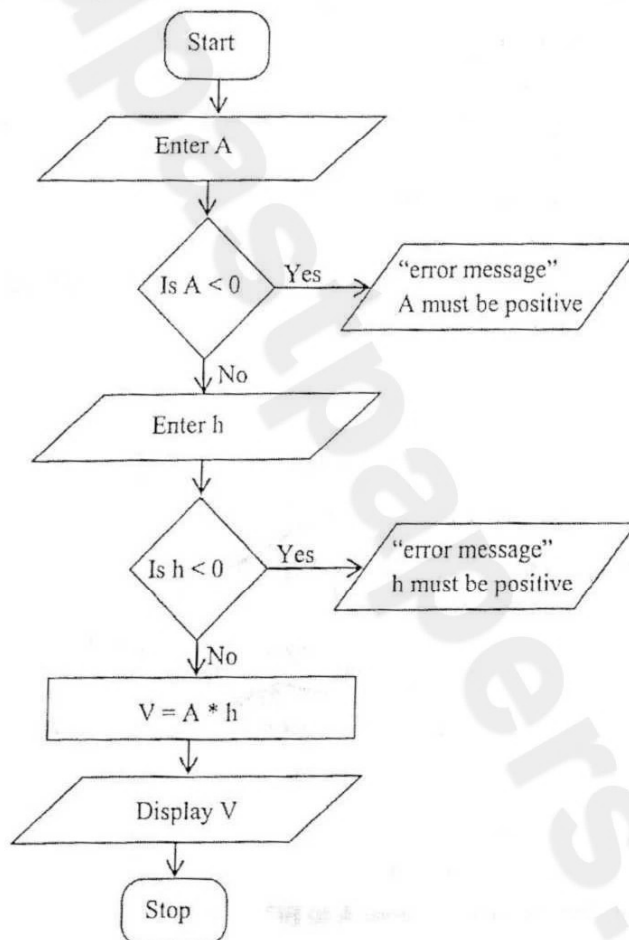 Start
Enter A
Is A < 0
Yes
"error message"
A must be positive
No
Enter h
Is h < 0
Yes
"error message"
h must be positive
No
V = A * h
Display V
Stop
pastpapers.